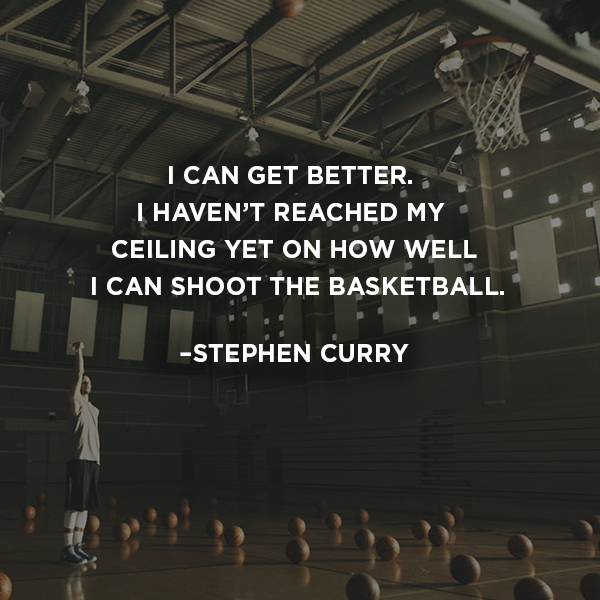 I CAN GET BETTER.
I HAVEN’T REACHED MY
CEILING YET ON HOW WELL
I CAN SHOOT THE BASKETBALL.
–STEPHEN CURRY